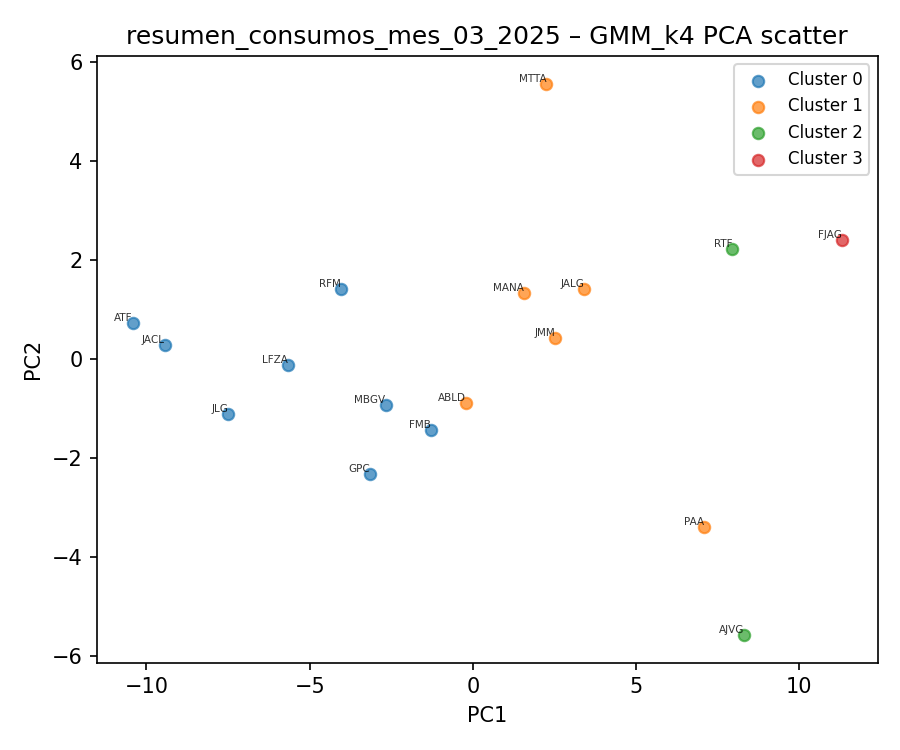 resumen_consumos_mes_03_2025 – GMM_k4 PCA scatter
6
4
2
0
−2
−4
−6
PC2
Cluster 0
Cluster 1
Cluster 2
Cluster 3
MTTA
FJAG
RTF
RFM
MANA
JALG
ATF
JACL
JMM
LFZA
JLG
MBGV
ABLD
FMB
GPC
PAA
AJVG
−10
−5
0
5
10
PC1